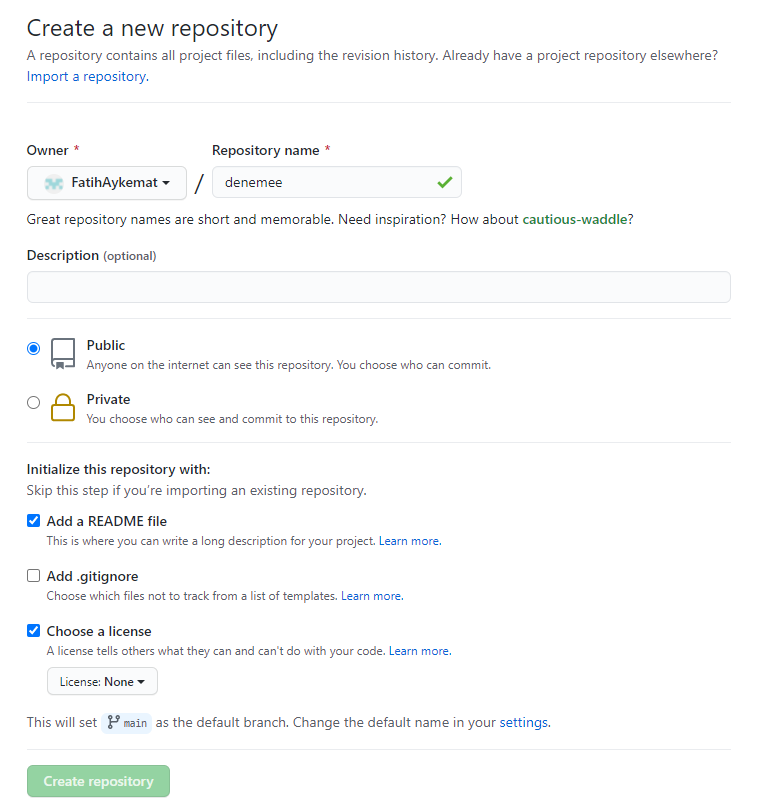 Create a new repository
A repository contains all project files, including the revision history. Already have a project repository elsewhere?
Import a repository.
Owner * Repository name *
FatihAykemat / denemee
Great repository names are short and memorable. Need inspiration? How about cautious-waddle?
Description (optional)
Public
Anyone on the internet can see this repository. You choose who can commit.
Private
You choose who can see and commit to this repository.
Initialize this repository with:
Skip this step if you're importing an existing repository.
Add a README file
This is where you can write a long description for your project. Learn more.
Add .gitignore
Choose which files not to track from a list of templates. Learn more.
Choose a license
A license tells others what they can and can't do with your code. Learn more.
License: None
This will set main as the default branch. Change the default name in your settings.
Create repository